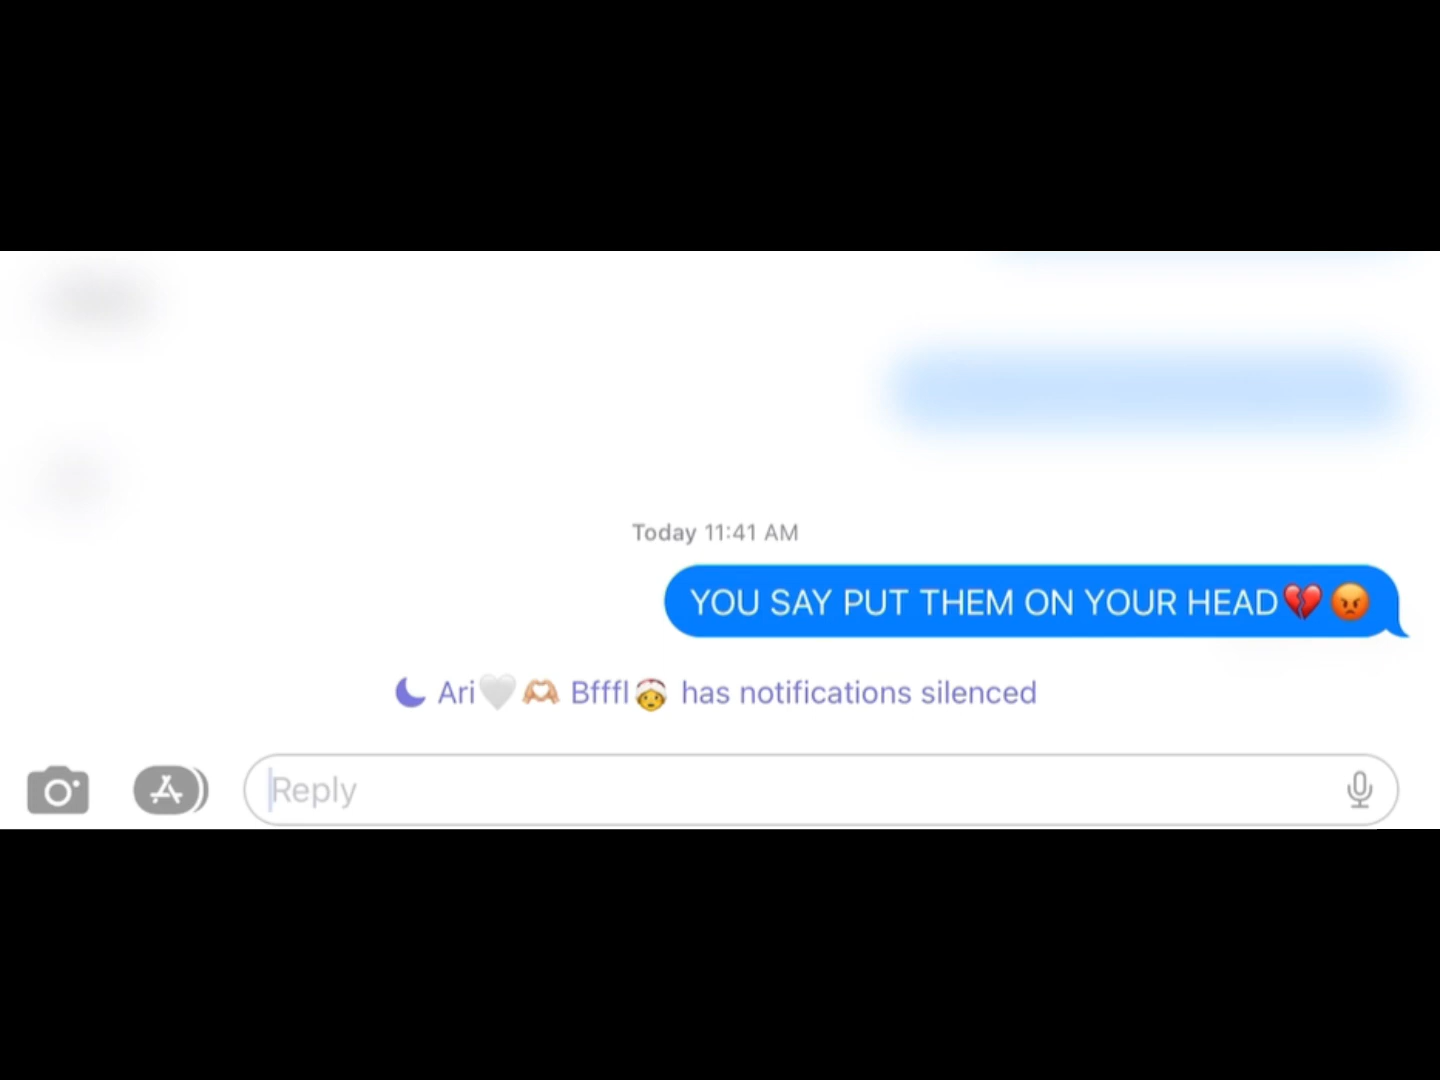 Today 11:41 AM
YOU SAY PUT THEM ON YOUR HEAD💔😡
Ari🤍🫶🏼 Bfffl🤶 has notifications silenced
Reply